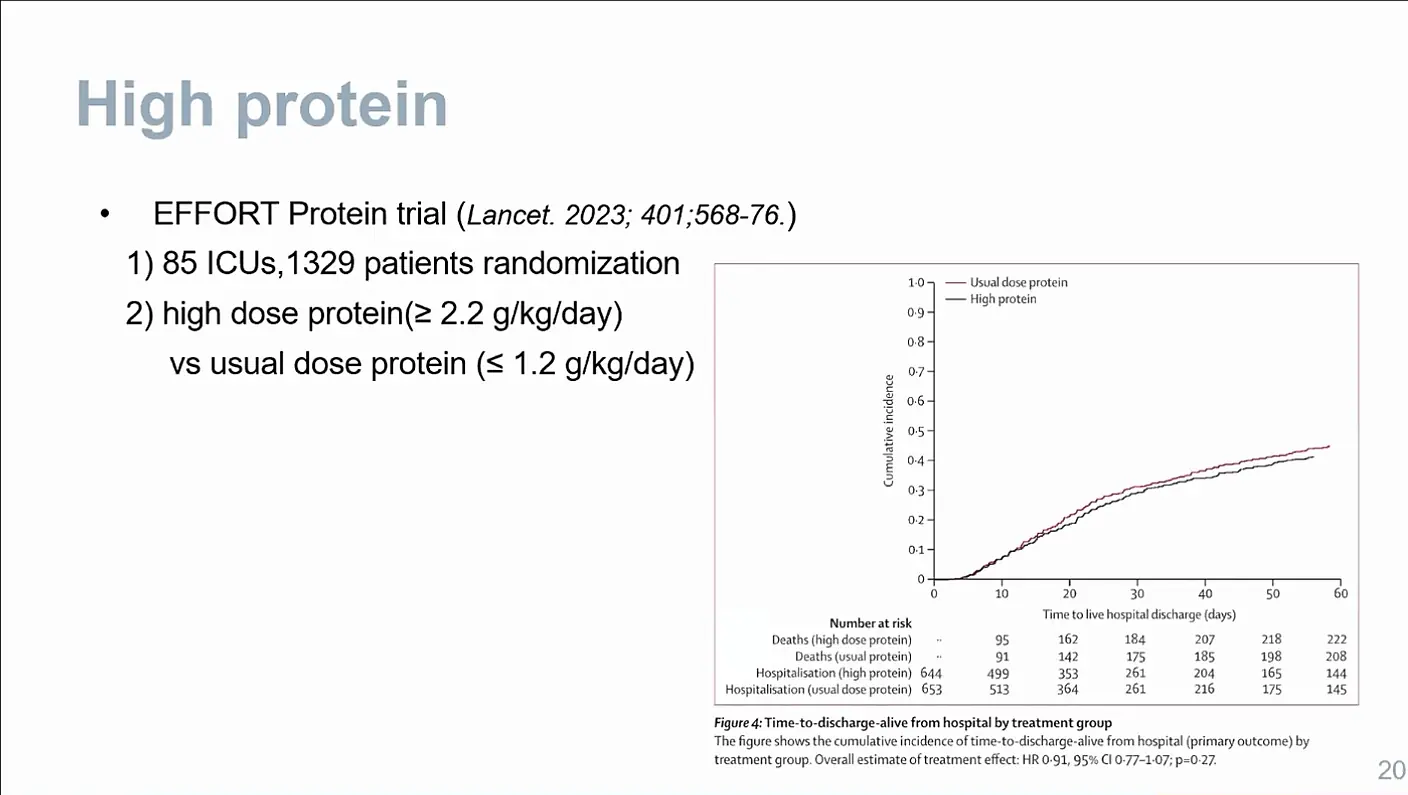 High protein
• EFFORT Protein trial (Lancet. 2023; 401;568-76.)
1) 85 ICUs,1329 patients randomization
2) high dose protein(≥ 2.2 g/kg/day)
vs usual dose protein (≤ 1.2 g/kg/day)
Usual dose protein
High protein
1·0
0·9
0·8
0·7
0·6
0·5
0·4
0·3
0·2
0·1
0
Cumulative incidence
0 10 20 30 40 50 60
Time to live hospital discharge (days)
Number at risk
Deaths (high dose protein) ·· 95 162 184 207 218 222
Deaths (usual protein) ·· 91 142 175 185 198 208
Hospitalisation (high protein) 644 499 353 261 204 165 144
Hospitalisation (usual dose protein) 653 513 364 261 216 175 145
Figure 4: Time-to-discharge-alive from hospital by treatment group
The figure shows the cumulative incidence of time-to-discharge-alive from hospital (primary outcome) by
treatment group. Overall estimate of treatment effect: HR 0·91, 95% CI 0·77–1·07; p=0·27.
20